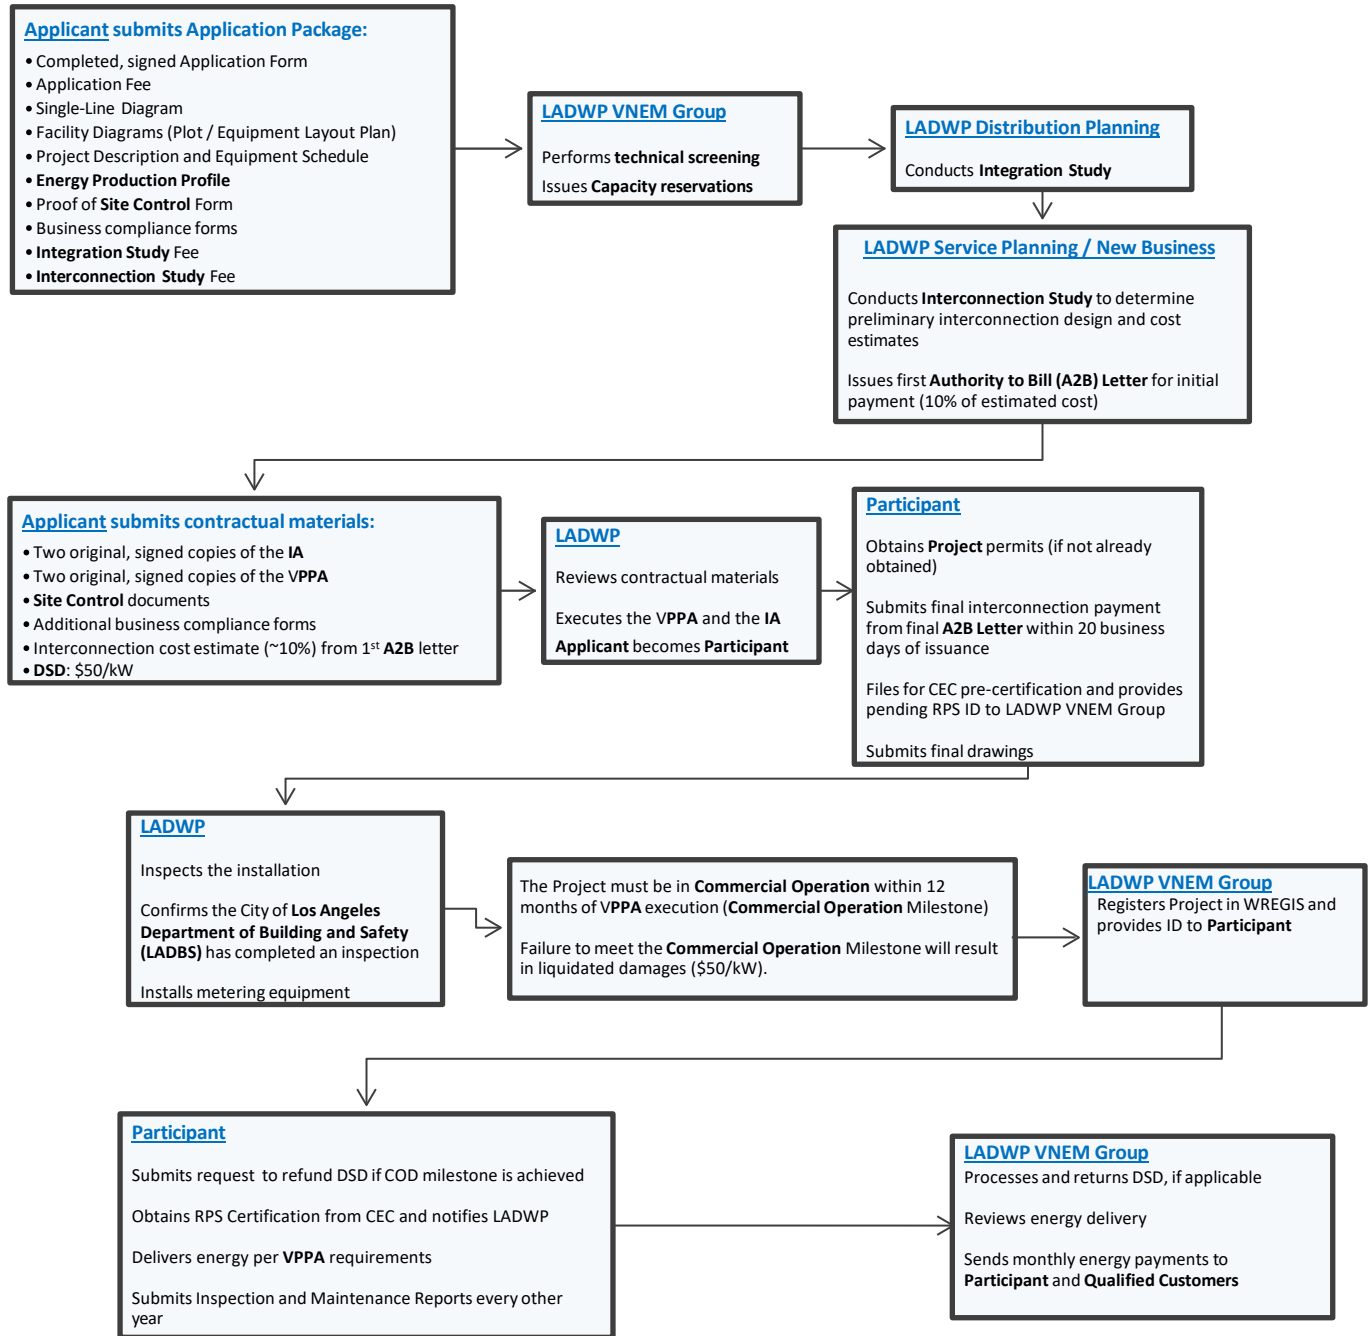 Applicant submits Application Package:
• Completed, signed Application Form
• Application Fee
• Single-Line Diagram
• Facility Diagrams (Plot / Equipment Layout Plan)
• Project Description and Equipment Schedule
• Energy Production Profile
• Proof of Site Control Form
• Business compliance forms
• Integration Study Fee
• Interconnection Study Fee
LADWP VNEM Group
Performs technical screening
Issues Capacity reservations
LADWP Distribution Planning
Conducts Integration Study
LADWP Service Planning / New Business
Conducts Interconnection Study to determine
preliminary interconnection design and cost
estimates
Issues first Authority to Bill (A2B) Letter for initial
payment (10% of estimated cost)
Applicant submits contractual materials:
• Two original, signed copies of the IA
• Two original, signed copies of the VPPA
• Site Control documents
• Additional business compliance forms
• Interconnection cost estimate (~10%) from 1st A2B letter
• DSD: $50/kW
LADWP
Reviews contractual materials
Executes the VPPA and the IA
Applicant becomes Participant
Participant
Obtains Project permits (if not already
obtained)
Submits final interconnection payment
from final A2B Letter within 20 business
days of issuance
Files for CEC pre-certification and provides
pending RPS ID to LADWP VNEM Group
Submits final drawings
LADWP
Inspects the installation
Confirms the City of Los Angeles
Department of Building and Safety
(LADBS) has completed an inspection
Installs metering equipment
The Project must be in Commercial Operation within 12
months of VPPA execution (Commercial Operation Milestone)
Failure to meet the Commercial Operation Milestone will result
in liquidated damages ($50/kW).
LADWP VNEM Group
Registers Project in WREGIS and
provides ID to Participant
Participant
Submits request to refund DSD if COD milestone is achieved
Obtains RPS Certification from CEC and notifies LADWP
Delivers energy per VPPA requirements
Submits Inspection and Maintenance Reports every other
year
LADWP VNEM Group
Processes and returns DSD, if applicable
Reviews energy delivery
Sends monthly energy payments to
Participant and Qualified Customers